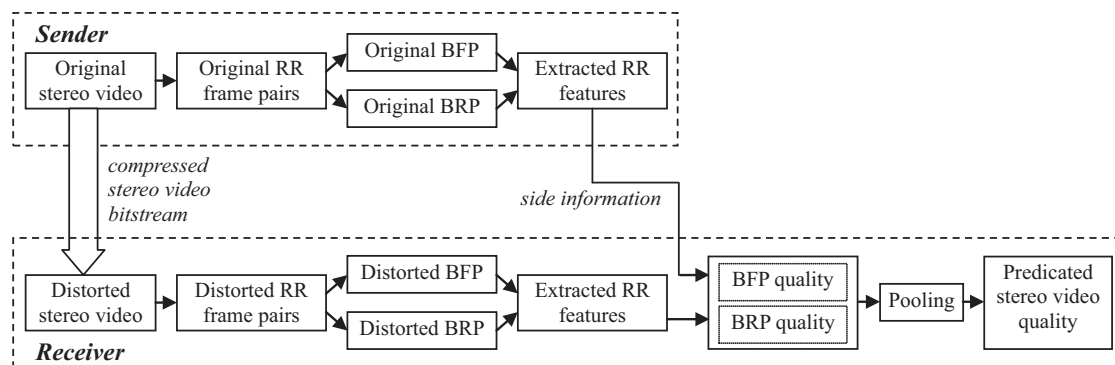 Sender
Original
stereo video
Original RR
frame pairs
Original BFP
Original BRP
Extracted RR
features
compressed
stereo video
bitstream
side information
Distorted
stereo video
Distorted RR
frame pairs
Distorted BFP
Distorted BRP
Extracted RR
features
BFP quality
BRP quality
Pooling
Predicated
stereo video
quality
Receiver